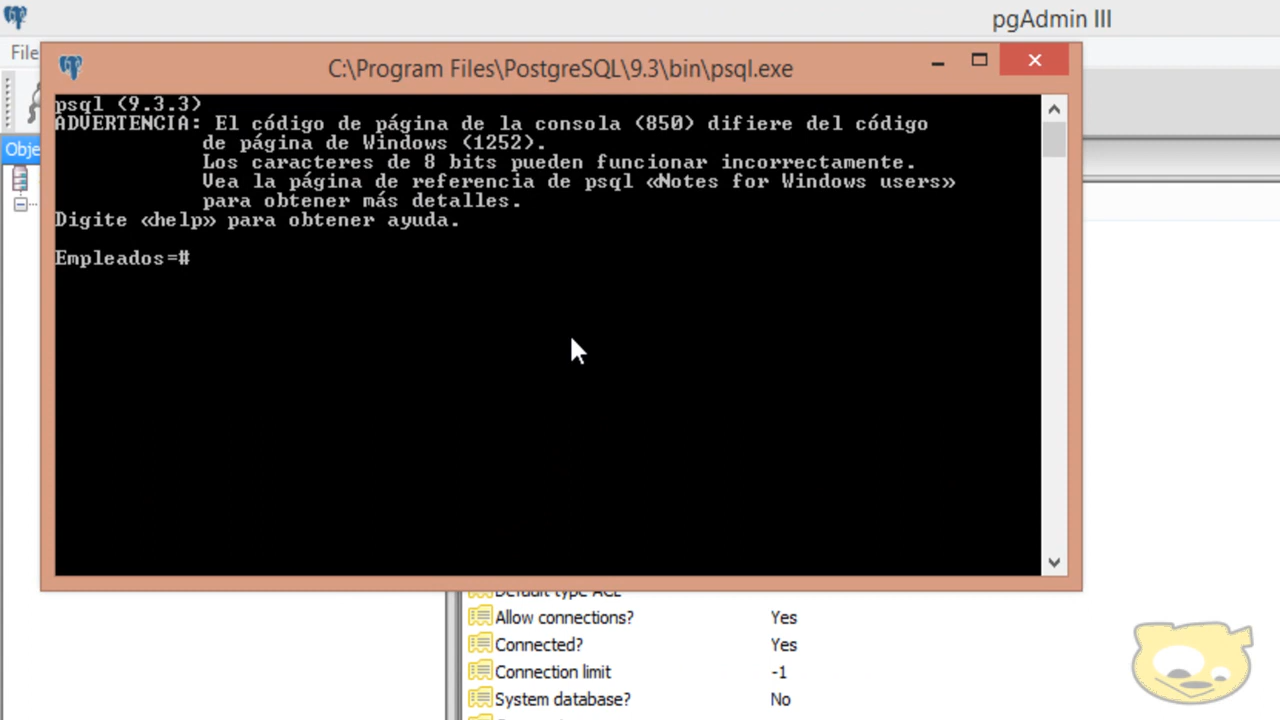 pgAdmin III
File
C:\Program Files\PostgreSQL\9.3\bin\psql.exe
psql (9.3.3)
ADVERTENCIA: El código de página de la consola (850) difiere del código
de página de Windows (1252).
Los caracteres de 8 bits pueden funcionar incorrectamente.
Vea la página de referencia de psql «Notes for Windows users»
para obtener más detalles.
Digite «help» para obtener ayuda.
Empleados=#
Obje
Default type ACL
Allow connections? Yes
Connected? Yes
Connection limit -1
System database? No